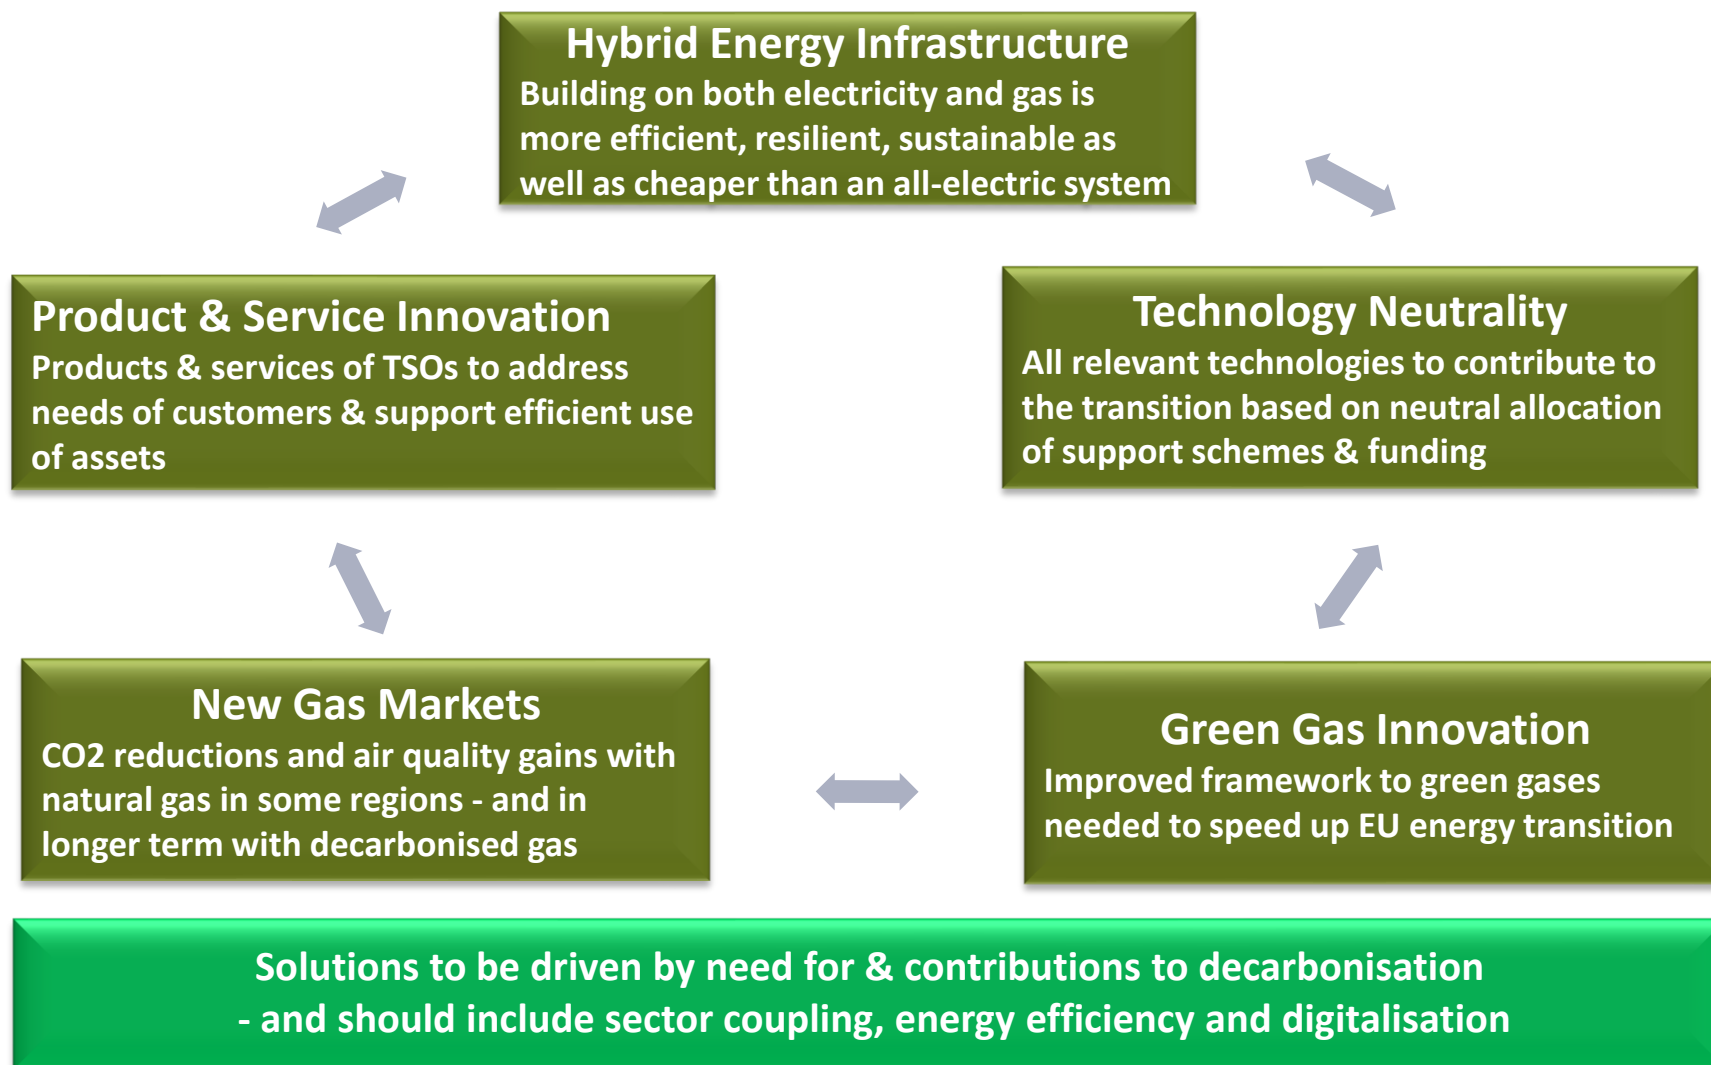 Hybrid Energy Infrastructure
Building on both electricity and gas is
more efficient, resilient, sustainable as
well as cheaper than an all-electric system
Product & Service Innovation
Products & services of TSOs to address
needs of customers & support efficient use
of assets
Technology Neutrality
All relevant technologies to contribute to
the transition based on neutral allocation
of support schemes & funding
New Gas Markets
CO2 reductions and air quality gains with
natural gas in some regions - and in
longer term with decarbonised gas
Green Gas Innovation
Improved framework to green gases
needed to speed up EU energy transition
Solutions to be driven by need for & contributions to decarbonisation
- and should include sector coupling, energy efficiency and digitalisation